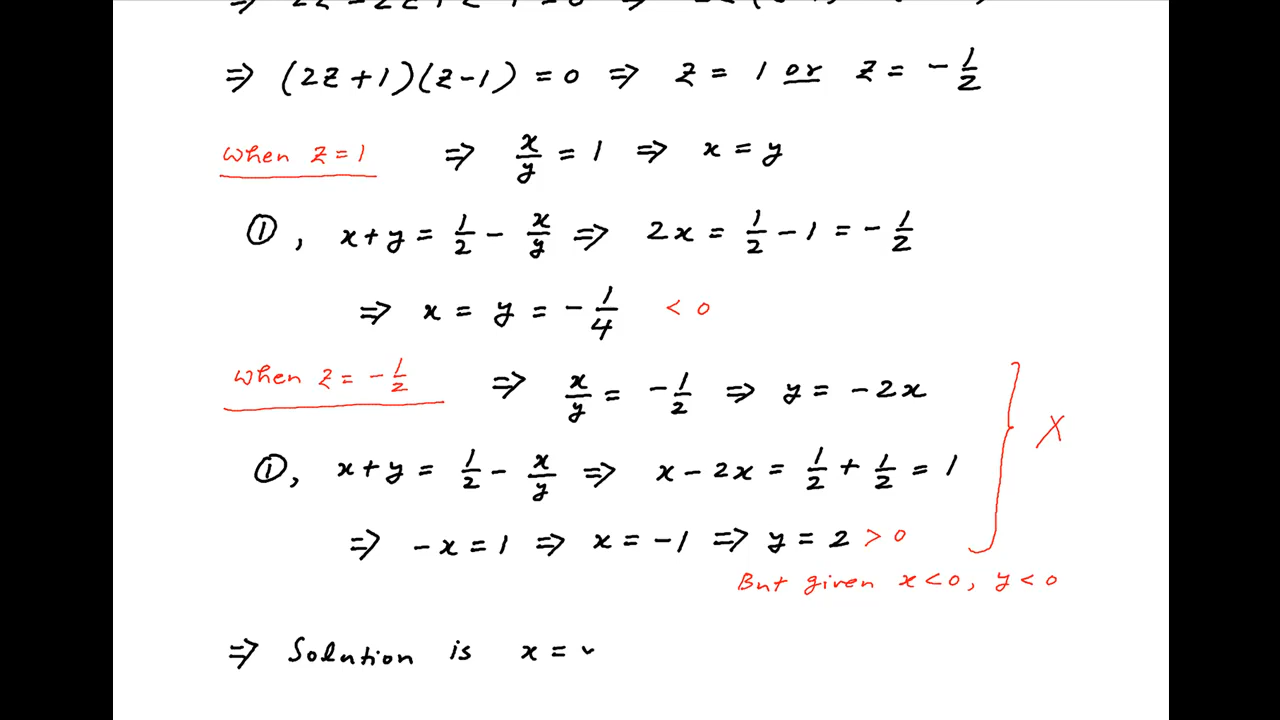 ⇒ (2z+1)(z-1) = 0 ⇒ z = 1 or z = -1/2
When z=1 ⇒ x/y = 1 ⇒ x = y
①, x+y = 1/2 - x/y ⇒ 2x = 1/2 - 1 = -1/2
⇒ x = y = -1/4 < 0
When z = -1/2 ⇒ x/y = -1/2 ⇒ y = -2x
①, x+y = 1/2 - x/y ⇒ x - 2x = 1/2 + 1/2 = 1
⇒ -x = 1 ⇒ x = -1 ⇒ y = 2 > 0 } X
But given x<0, y<0
⇒ Solution is x =